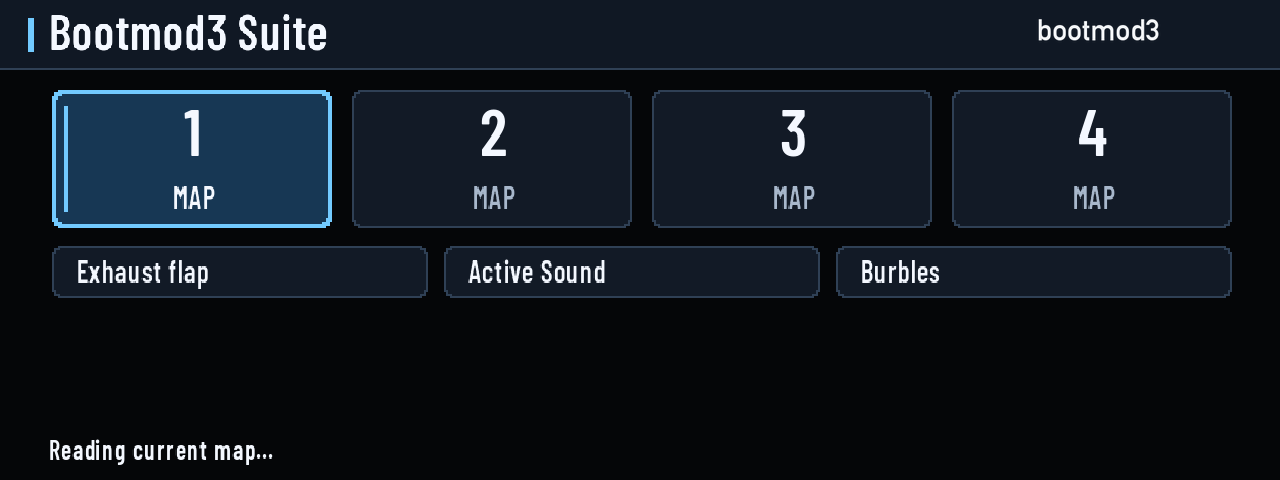 Bootmod3 Suite
bootmod3
1
MAP
2
MAP
3
MAP
4
MAP
Exhaust flap
Active Sound
Burbles
Reading current map...